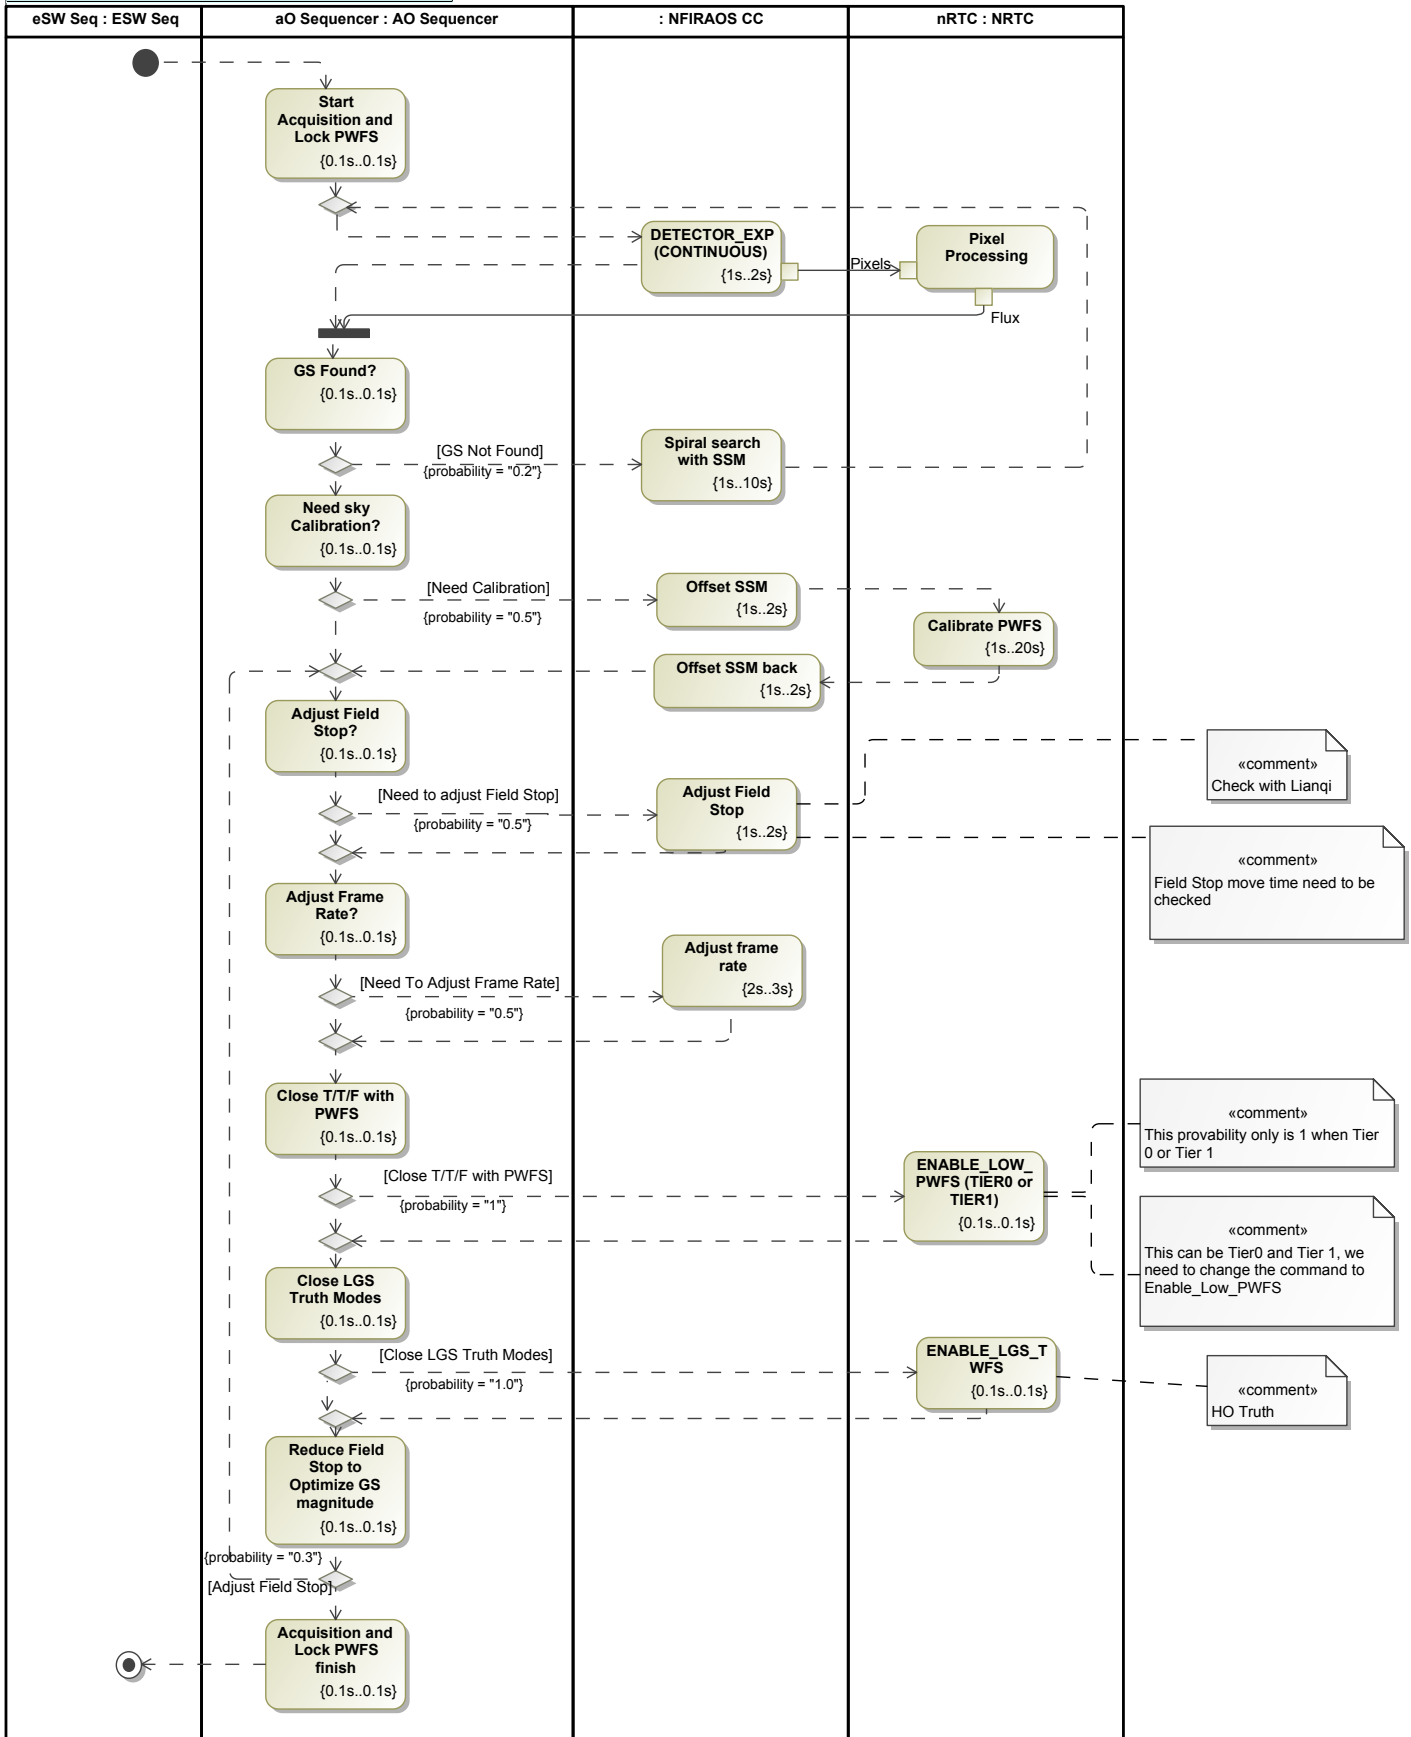 eSW Seq : ESW Seq
aO Sequencer : AO Sequencer
: NFIRAOS CC
nRTC : NRTC
Start
Acquisition and
Lock PWFS
{0.1s..0.1s}
DETECTOR_EXP
(CONTINUOUS)
{1s..2s}
Pixels
Pixel
Processing
Flux
GS Found?
{0.1s..0.1s}
[GS Not Found]
{probability = "0.2"}
Spiral search
with SSM
{1s..10s}
Need sky
Calibration?
{0.1s..0.1s}
[Need Calibration]
{probability = "0.5"}
Offset SSM
{1s..2s}
Calibrate PWFS
{1s..20s}
Offset SSM back
{1s..2s}
Adjust Field
Stop?
{0.1s..0.1s}
[Need to adjust Field Stop]
{probability = "0.5"}
Adjust Field
Stop
{1s..2s}
«comment»
Check with Lianqi
«comment»
Field Stop move time need to be
checked
Adjust Frame
Rate?
{0.1s..0.1s}
[Need To Adjust Frame Rate]
{probability = "0.5"}
Adjust frame
rate
{2s..3s}
Close T/T/F with
PWFS
{0.1s..0.1s}
[Close T/T/F with PWFS]
{probability = "1"}
ENABLE_LOW_
PWFS (TIER0 or
TIER1)
{0.1s..0.1s}
«comment»
This provability only is 1 when Tier
0 or Tier 1
«comment»
This can be Tier0 and Tier 1, we
need to change the command to
Enable_Low_PWFS
Close LGS
Truth Modes
{0.1s..0.1s}
[Close LGS Truth Modes]
{probability = "1.0"}
ENABLE_LGS_T
WFS
{0.1s..0.1s}
«comment»
HO Truth
Reduce Field
Stop to
Optimize GS
magnitude
{0.1s..0.1s}
{probability = "0.3"}
[Adjust Field Stop]
Acquisition and
Lock PWFS
finish
{0.1s..0.1s}